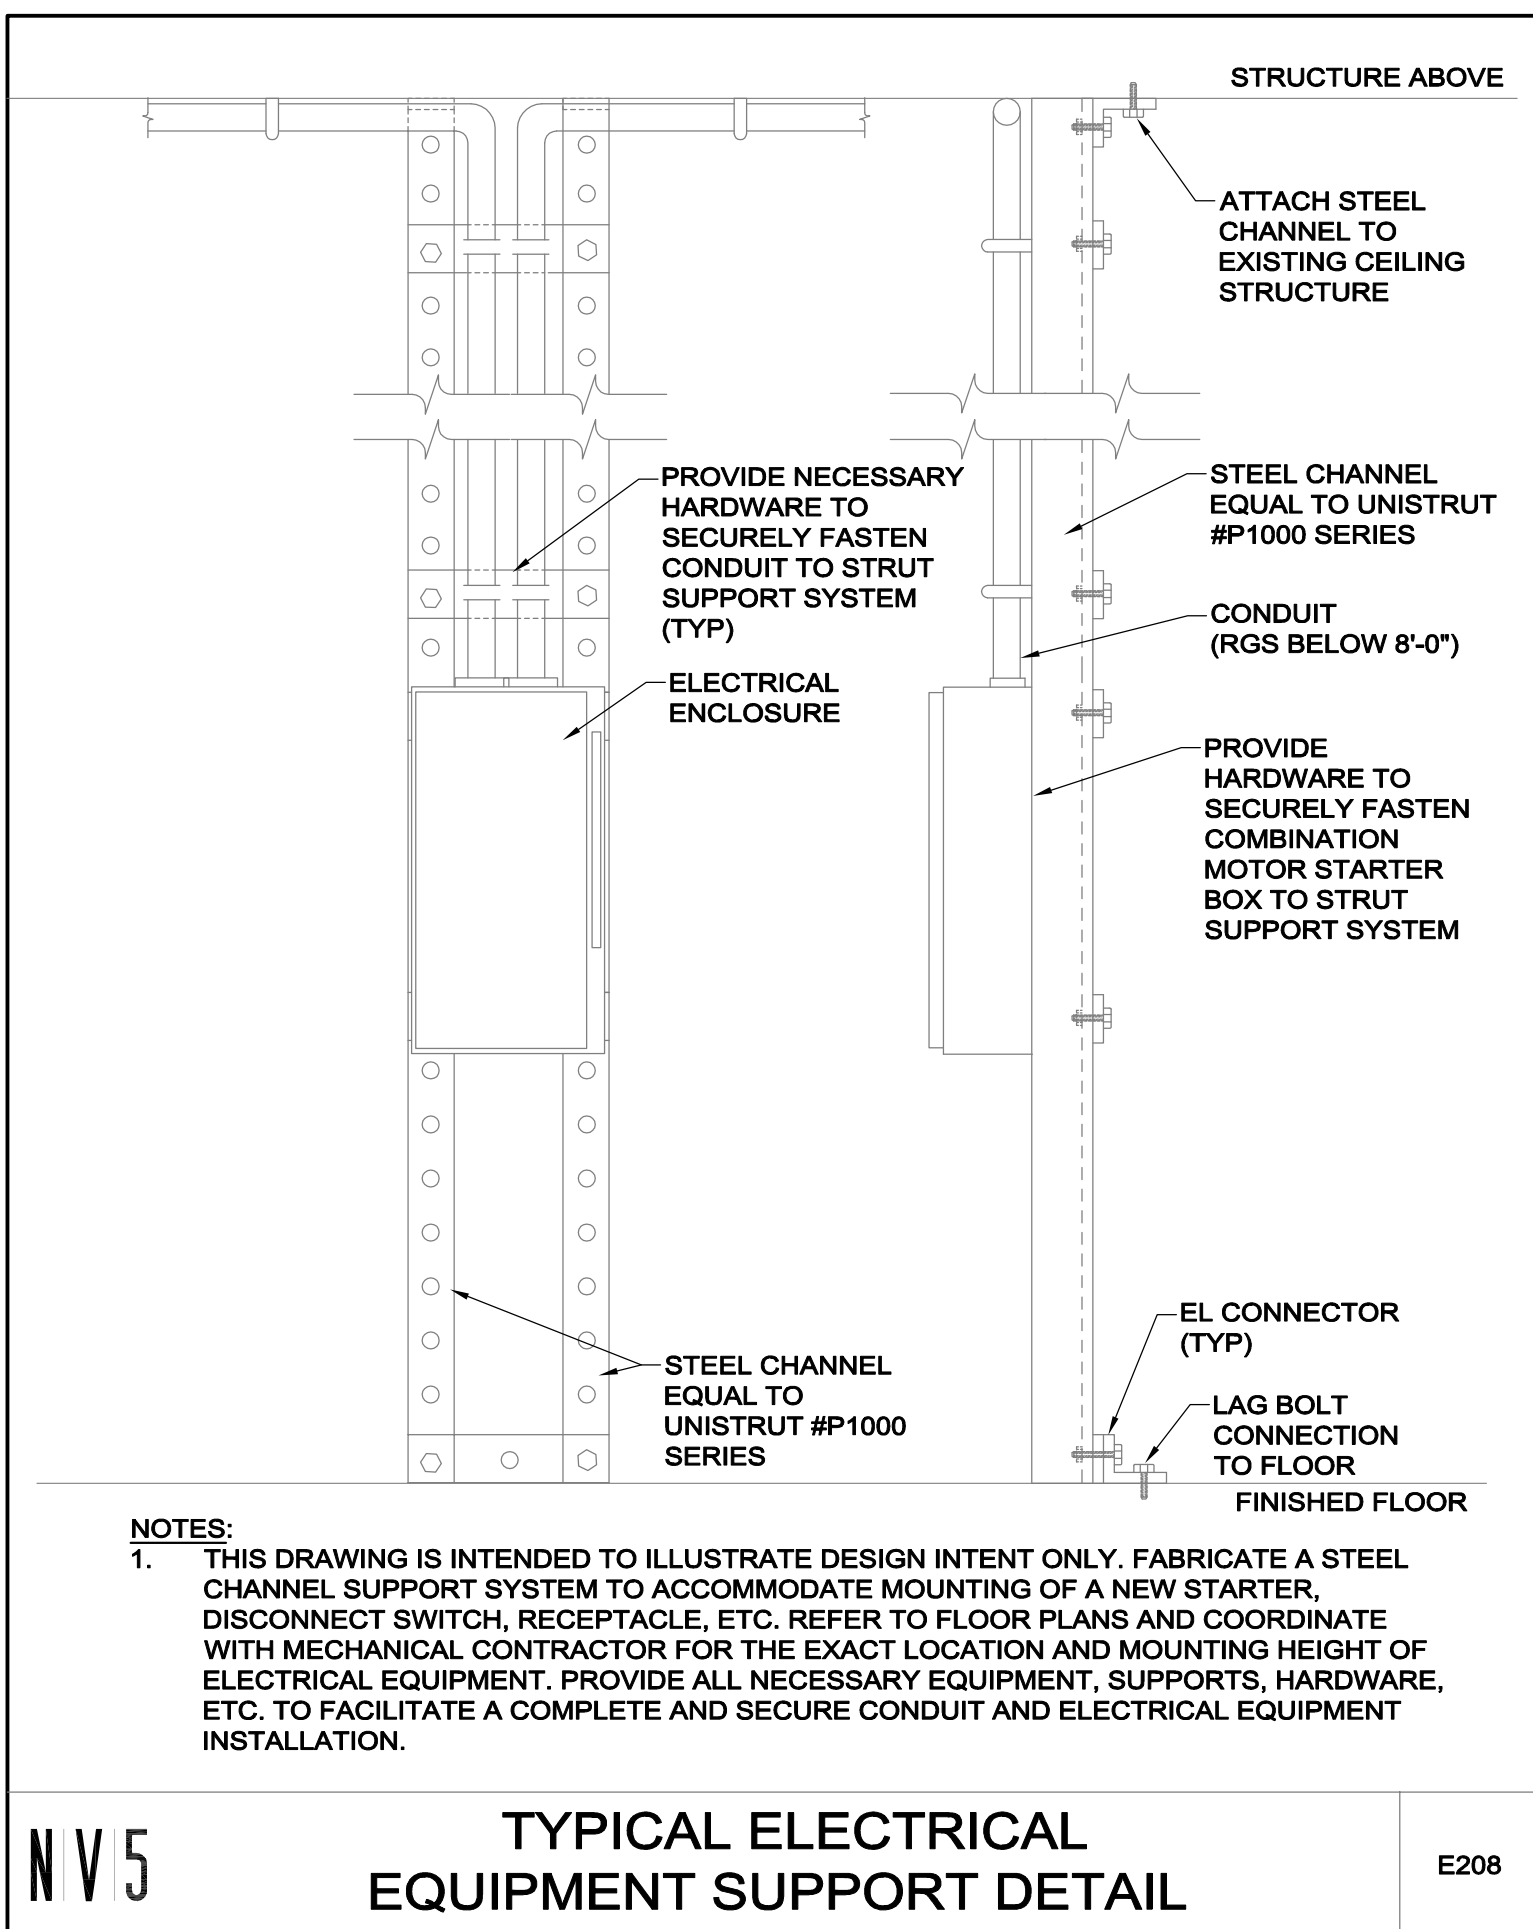 STRUCTURE ABOVE
ATTACH STEEL
CHANNEL TO
EXISTING CEILING
STRUCTURE
PROVIDE NECESSARY
HARDWARE TO
SECURELY FASTEN
CONDUIT TO STRUT
SUPPORT SYSTEM
(TYP)
STEEL CHANNEL
EQUAL TO UNISTRUT
#P1000 SERIES
CONDUIT
(RGS BELOW 8'-0")
ELECTRICAL
ENCLOSURE
PROVIDE
HARDWARE TO
SECURELY FASTEN
COMBINATION
MOTOR STARTER
BOX TO STRUT
SUPPORT SYSTEM
EL CONNECTOR
(TYP)
STEEL CHANNEL
EQUAL TO
UNISTRUT #P1000
SERIES
LAG BOLT
CONNECTION
TO FLOOR
FINISHED FLOOR
NOTES:
1. THIS DRAWING IS INTENDED TO ILLUSTRATE DESIGN INTENT ONLY. FABRICATE A STEEL
CHANNEL SUPPORT SYSTEM TO ACCOMMODATE MOUNTING OF A NEW STARTER,
DISCONNECT SWITCH, RECEPTACLE, ETC. REFER TO FLOOR PLANS AND COORDINATE
WITH MECHANICAL CONTRACTOR FOR THE EXACT LOCATION AND MOUNTING HEIGHT OF
ELECTRICAL EQUIPMENT. PROVIDE ALL NECESSARY EQUIPMENT, SUPPORTS, HARDWARE,
ETC. TO FACILITATE A COMPLETE AND SECURE CONDUIT AND ELECTRICAL EQUIPMENT
INSTALLATION.
N|V|5
TYPICAL ELECTRICAL
EQUIPMENT SUPPORT DETAIL
E208